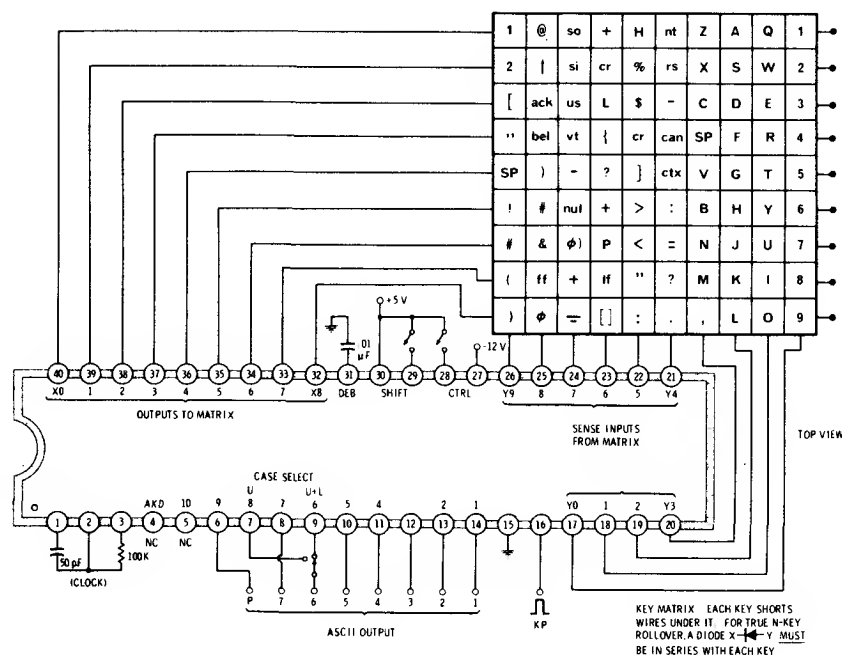 1 @ so + H nt Z A Q 1
2 | si cr % rs X S W 2
[ ack us L $ - C D E 3
" bel vt { cr can SP F R 4
SP ) - ? ] ctx V G T 5
! # nul + > : B H Y 6
# & ϕ) P < = N J U 7
( ff + lf " ? M K I 8
) ϕ [ ] : . , L O 9
+5 V
.01
μF
-12 V
40 39 38 37 36 35 34 33 32 31 30 29 28 27 26 25 24 23 22 21
X0 1 2 3 4 5 6 7 X8 DEB SHIFT CTRL Y9 8 7 6 5 Y4
OUTPUTS TO MATRIX
SENSE INPUTS
FROM MATRIX
TOP VIEW
CASE SELECT
AKD 10 9 U U+L
8 7 6 5 4 2 1 Y0 1 2 Y3
1 2 3 4 5 6 7 8 9 10 11 12 13 14 15 16 17 18 19 20
NC NC
50 pF 100K
(CLOCK)
P 7 6 5 4 3 2 1
KP
ASCII OUTPUT
KEY MATRIX EACH KEY SHORTS
WIRES UNDER IT. FOR TRUE N-KEY
ROLLOVER, A DIODE X Y MUST
BE IN SERIES WITH EACH KEY